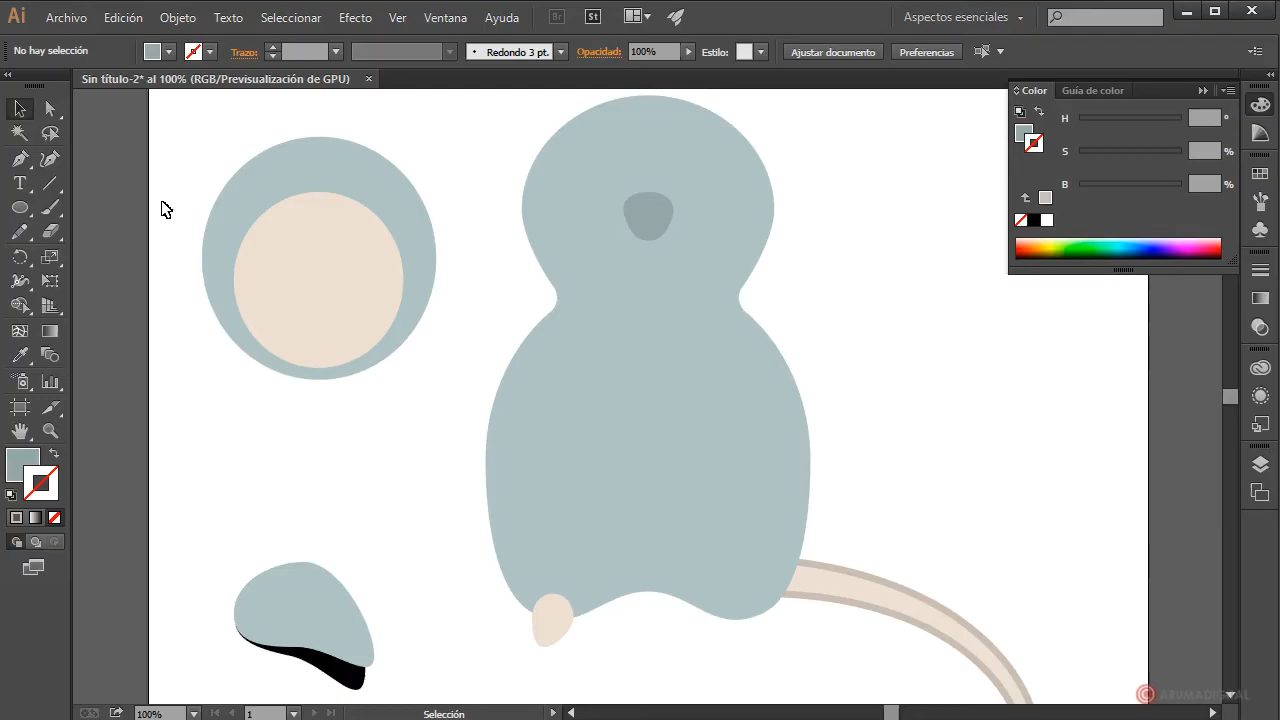 Ai Archivo Edición Objeto Texto Seleccionar Efecto Ver Ventana Ayuda Br St Aspectos esenciales
No hay selección Trazo: Redondo 3 pt. Opacidad: 100% Estilo: Ajustar documento Preferencias
Sin título-2* al 100% (RGB/Previsualización de GPU) ×
Color Guía de color
H º
S %
B %
T
100% 1 Selección
ARUMADIGITAL